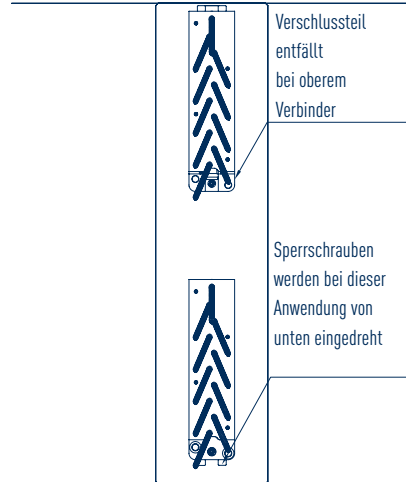 Verschlussteil
entfällt
bei oberem
Verbinder
Sperrschrauben
werden bei dieser
Anwendung von
unten eingedreht